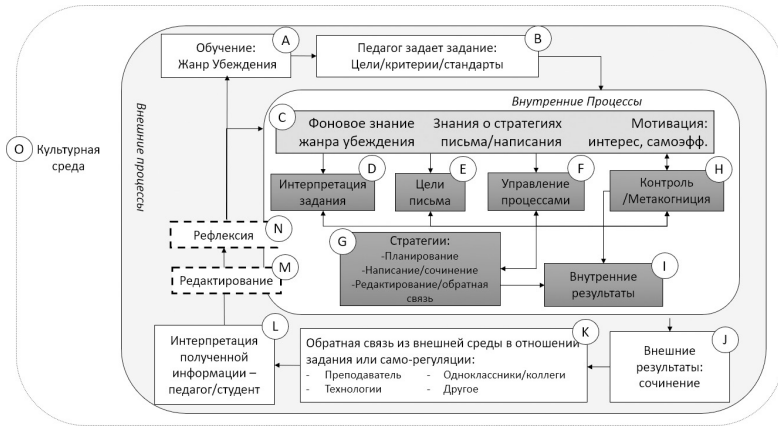 A
Обучение:
Жанр Убеждения
B
Педагог задает задание:
Цели/критерии/стандарты
Внешние процессы
Внутренние Процессы
C
Фоновое знание
жанра убеждения
Знания о стратегиях
письма/написания
Мотивация:
интерес, самоэфф.
O
Культурная
среда
D
Интерпретация
задания
E
Цели
письма
F
Управление
процессами
H
Контроль
/Метакогниция
N
Рефлексия
G
Стратегии:
-Планирование
-Написание/сочинение
-Редактирование/обратная
связь
M
Редактирование
I
Внутренние
результаты
L
Интерпретация
полученной
информации –
педагог/студент
K
Обратная связь из внешней среды в отношении
задания или само-регуляции:
- Преподаватель - Одноклассники/коллеги
- Технологии - Другое
J
Внешние
результаты:
сочинение